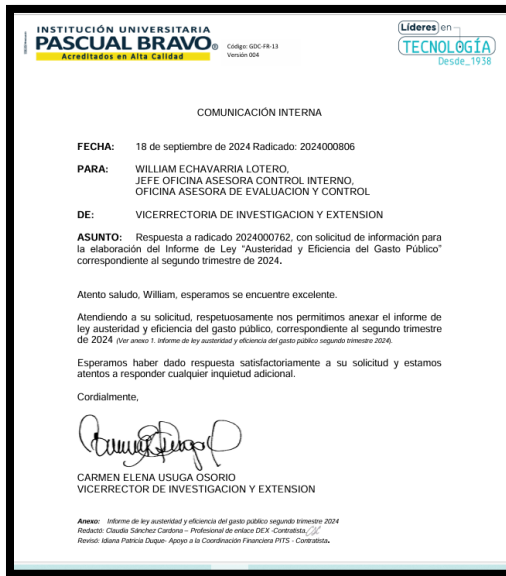 INSTITUCIÓN UNIVERSITARIA
PASCUAL BRAVO®
Acreditados en Alta Calidad
Código: GDC-FR-13
Versión 004
Líderes en
TECNOLOGÍA
Desde_1938
COMUNICACIÓN INTERNA
FECHA: 18 de septiembre de 2024 Radicado: 2024000806
PARA: WILLIAM ECHAVARRIA LOTERO,
JEFE OFICINA ASESORA CONTROL INTERNO,
OFICINA ASESORA DE EVALUACION Y CONTROL
DE: VICERRECTORIA DE INVESTIGACION Y EXTENSION
ASUNTO: Respuesta a radicado 2024000762, con solicitud de información para
la elaboración del Informe de Ley “Austeridad y Eficiencia del Gasto Público”
correspondiente al segundo trimestre de 2024.
Atento saludo, William, esperamos se encuentre excelente.
Atendiendo a su solicitud, respetuosamente nos permitimos anexar el informe de
ley austeridad y eficiencia del gasto público, correspondiente al segundo trimestre
de 2024 (Ver anexo 1. Informe de ley austeridad y eficiencia del gasto público segundo trimestre 2024).
Esperamos haber dado respuesta satisfactoriamente a su solicitud y estamos
atentos a responder cualquier inquietud adicional.
Cordialmente,
CARMEN ELENA USUGA OSORIO
VICERRECTOR DE INVESTIGACION Y EXTENSION
Anexo: Informe de ley austeridad y eficiencia del gasto público segundo trimestre 2024
Redactó: Claudia Sánchez Cardona – Profesional de enlace DEX -Contratista.
Revisó: Idiana Patricia Duque- Apoyo a la Coordinación Financiera PITS - Contratista.